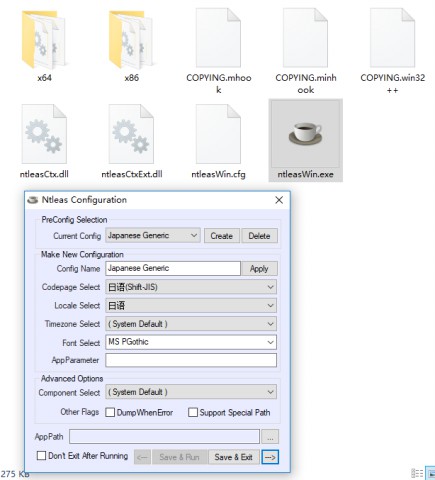 x64
x86
COPYING.mhoo
k
COPYING.minh
ook
COPYING.win32
++
ntleasCtx.dll
ntleasCtxExt.dll
ntleasWin.cfg
ntleasWin.exe
Ntleas Configuration
PreConfig Selection
Current Config
Japanese Generic
Create
Delete
Make New Configuration
Config Name
Japanese Generic
Apply
Codepage Select
日语(Shift-JIS)
Locale Select
日语
Timezone Select
( System Default )
Font Select
MS PGothic
AppParameter
Advanced Options
Component Select
( System Default )
Other Flags
DumpWhenError
Support Special Path
AppPath
...
Don't Exit After Running
<--
Save & Run
Save & Exit
-->
275 KB